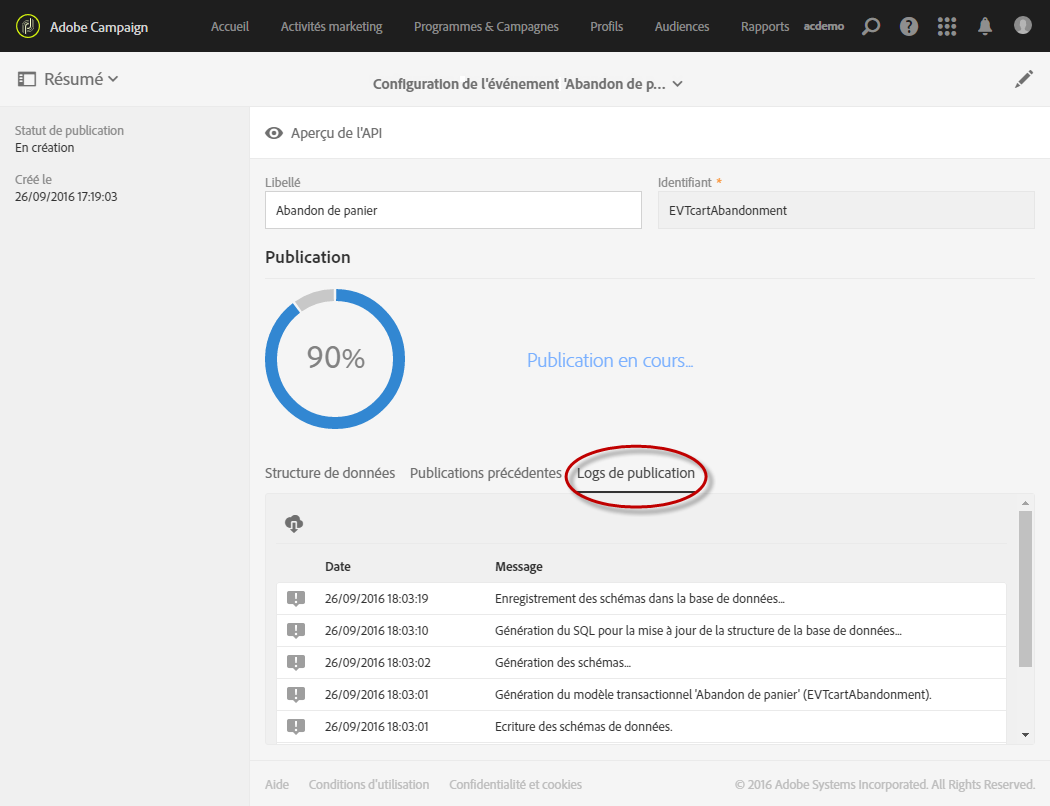 Adobe Campaign Accueil Activités marketing Programmes & Campagnes Profils Audiences Rapports acdemo
Résumé
Configuration de l'événement 'Abandon de p...
Statut de publication
En création
Créé le
26/09/2016 17:19:03
Aperçu de l'API
Libellé
Identifiant *
Abandon de panier
EVTcartAbandonment
Publication
90%
Publication en cours...
Structure de données Publications précédentes Logs de publication
Date Message
26/09/2016 18:03:19 Enregistrement des schémas dans la base de données...
26/09/2016 18:03:10 Génération du SQL pour la mise à jour de la structure de la base de données...
26/09/2016 18:03:02 Génération des schémas...
26/09/2016 18:03:01 Génération du modèle transactionnel 'Abandon de panier' (EVTcartAbandonment).
26/09/2016 18:03:01 Ecriture des schémas de données.
Aide Conditions d'utilisation Confidentialité et cookies © 2016 Adobe Systems Incorporated. All Rights Reserved.